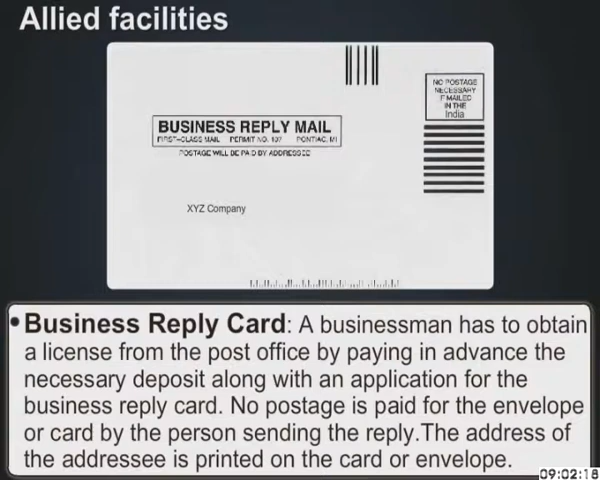 Allied facilities
NO POSTAGE
NECESSARY
IF MAILED
IN THE
India
BUSINESS REPLY MAIL
FIRST-CLASS MAIL PERMIT NO. 107 PONTIAC, MI
POSTAGE WILL BE PAID BY ADDRESSEE
XYZ Company
• Business Reply Card: A businessman has to obtain
a license from the post office by paying in advance the
necessary deposit along with an application for the
business reply card. No postage is paid for the envelope
or card by the person sending the reply.The address of
the addressee is printed on the card or envelope.
09:02:18